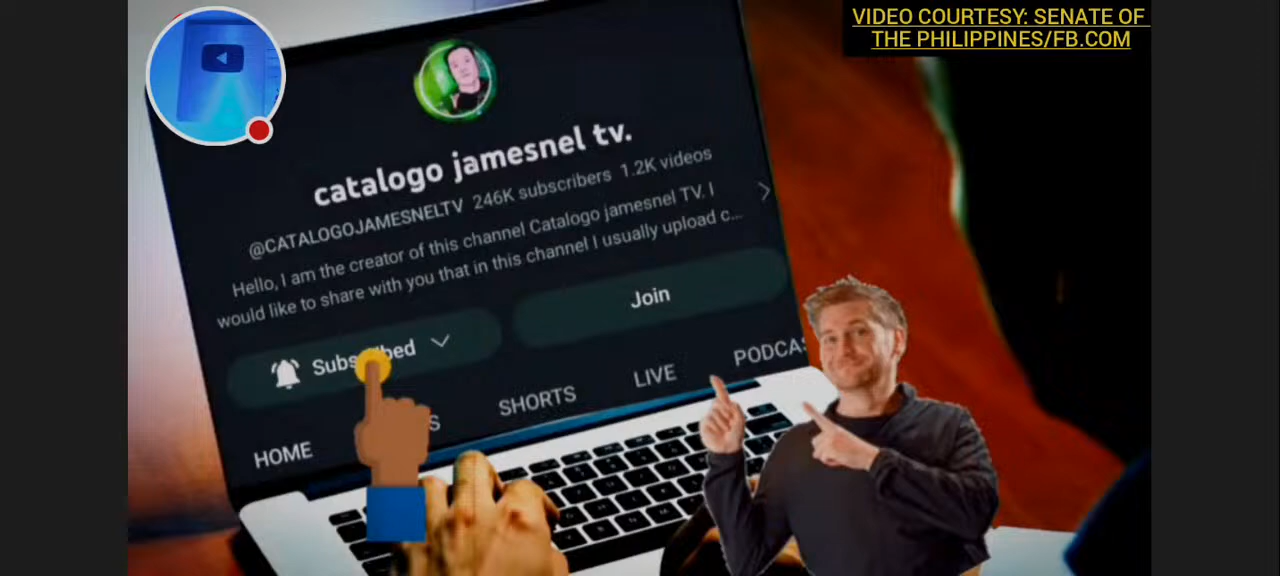 VIDEO COURTESY: SENATE OF
THE PHILIPPINES/FB.COM
catalogo jamesnel tv.
@CATALOGOJAMESNELTV 246K subscribers 1.2K videos
Hello, I am the creator of this channel Catalogo jamesnel TV. I
would like to share with you that in this channel I usually upload c...
Subscribed
Join
HOME
SHORTS
LIVE